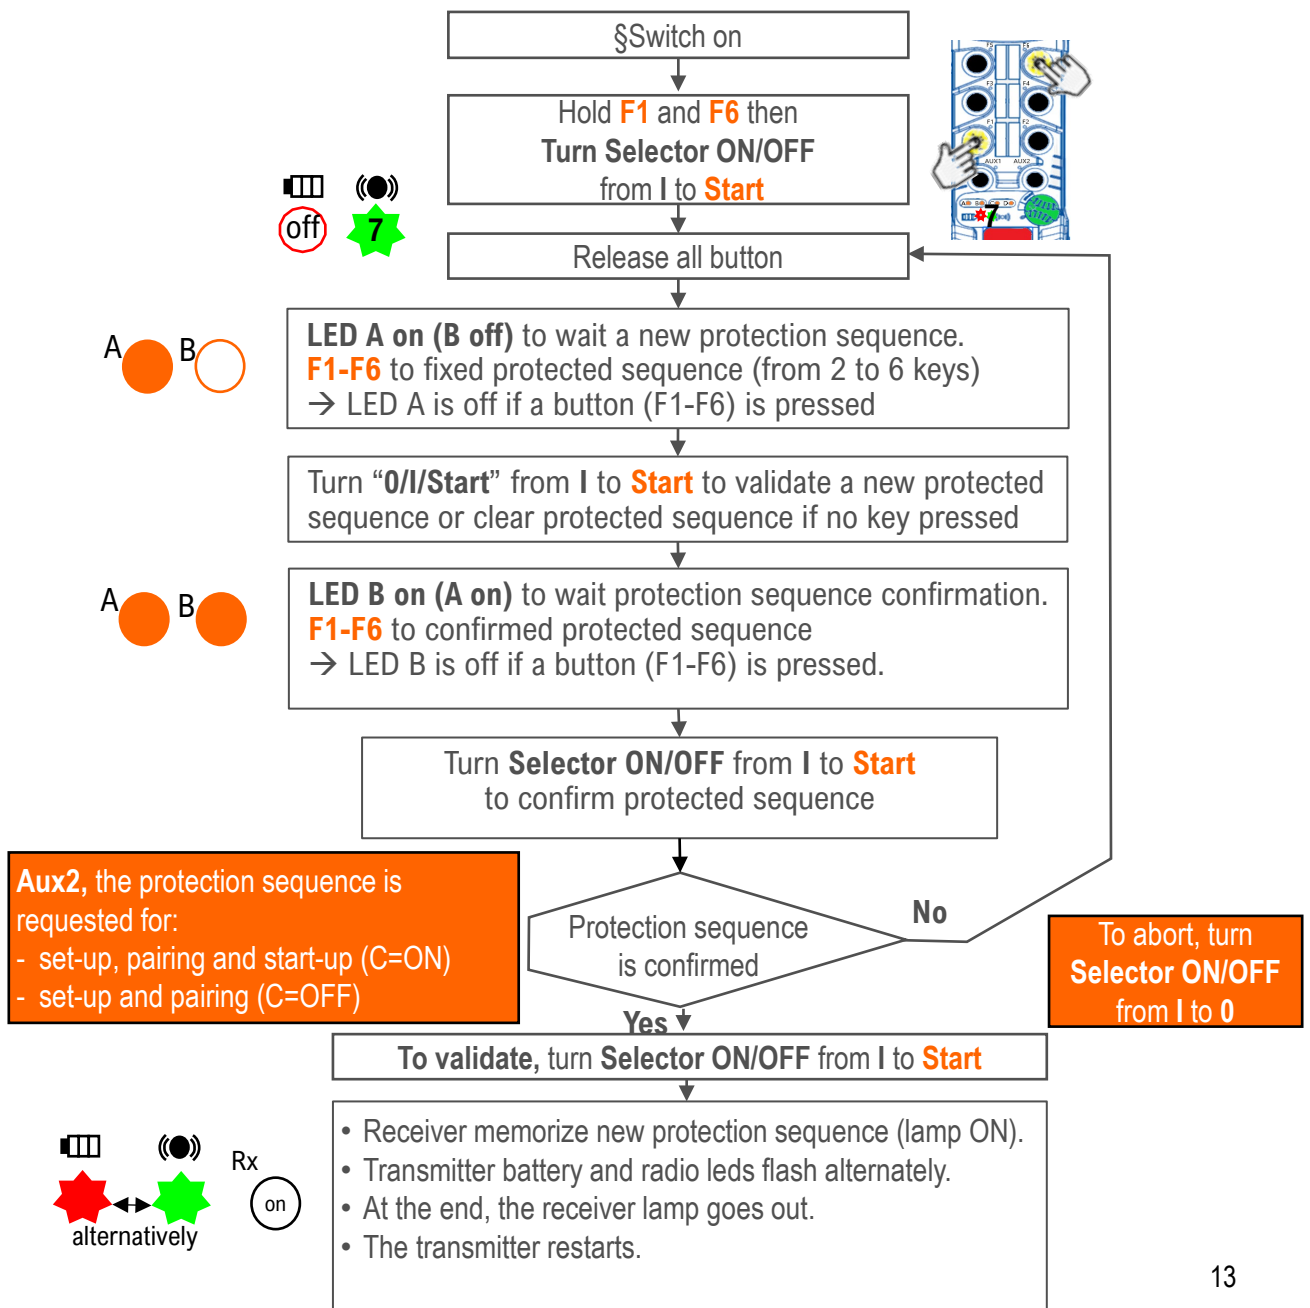 §Switch on
Hold F1 and F6 then
Turn Selector ON/OFF
from I to Start
F5 F6
F3 F4
F1 F2
AUX1 AUX2
A B D
7
off
7
Release all button
A
B
LED A on (B off) to wait a new protection sequence.
F1-F6 to fixed protected sequence (from 2 to 6 keys)
→ LED A is off if a button (F1-F6) is pressed
Turn “0/I/Start” from I to Start to validate a new protected
sequence or clear protected sequence if no key pressed
A
B
LED B on (A on) to wait protection sequence confirmation.
F1-F6 to confirmed protected sequence
→ LED B is off if a button (F1-F6) is pressed.
Turn Selector ON/OFF from I to Start
to confirm protected sequence
Aux2, the protection sequence is
requested for:
- set-up, pairing and start-up (C=ON)
- set-up and pairing (C=OFF)
Protection sequence
is confirmed
No
To abort, turn
Selector ON/OFF
from I to 0
Yes
To validate, turn Selector ON/OFF from I to Start
• Receiver memorize new protection sequence (lamp ON).
• Transmitter battery and radio leds flash alternately.
• At the end, the receiver lamp goes out.
• The transmitter restarts.
Rx
on
alternatively
13